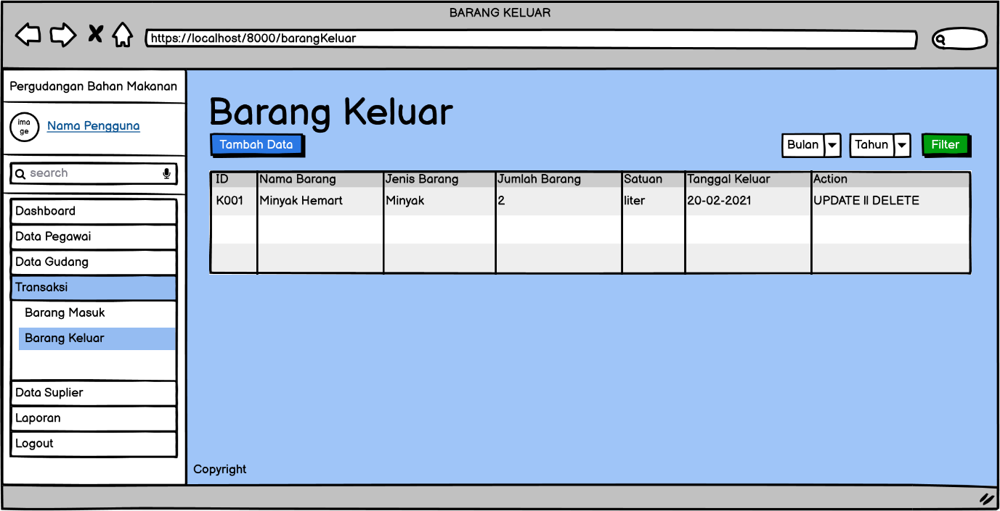 BARANG KELUAR
https://localhost/8000/barangKeluar
Pergudangan Bahan Makanan
ima
ge
Nama Pengguna
search
Dashboard
Data Pegawai
Data Gudang
Transaksi
Barang Masuk
Barang Keluar
Data Suplier
Laporan
Logout
Barang Keluar
Tambah Data
Bulan
Tahun
Filter
ID Nama Barang Jenis Barang Jumlah Barang Satuan Tanggal Keluar Action
K001 Minyak Hemart Minyak 2 liter 20-02-2021 UPDATE II DELETE
Copyright